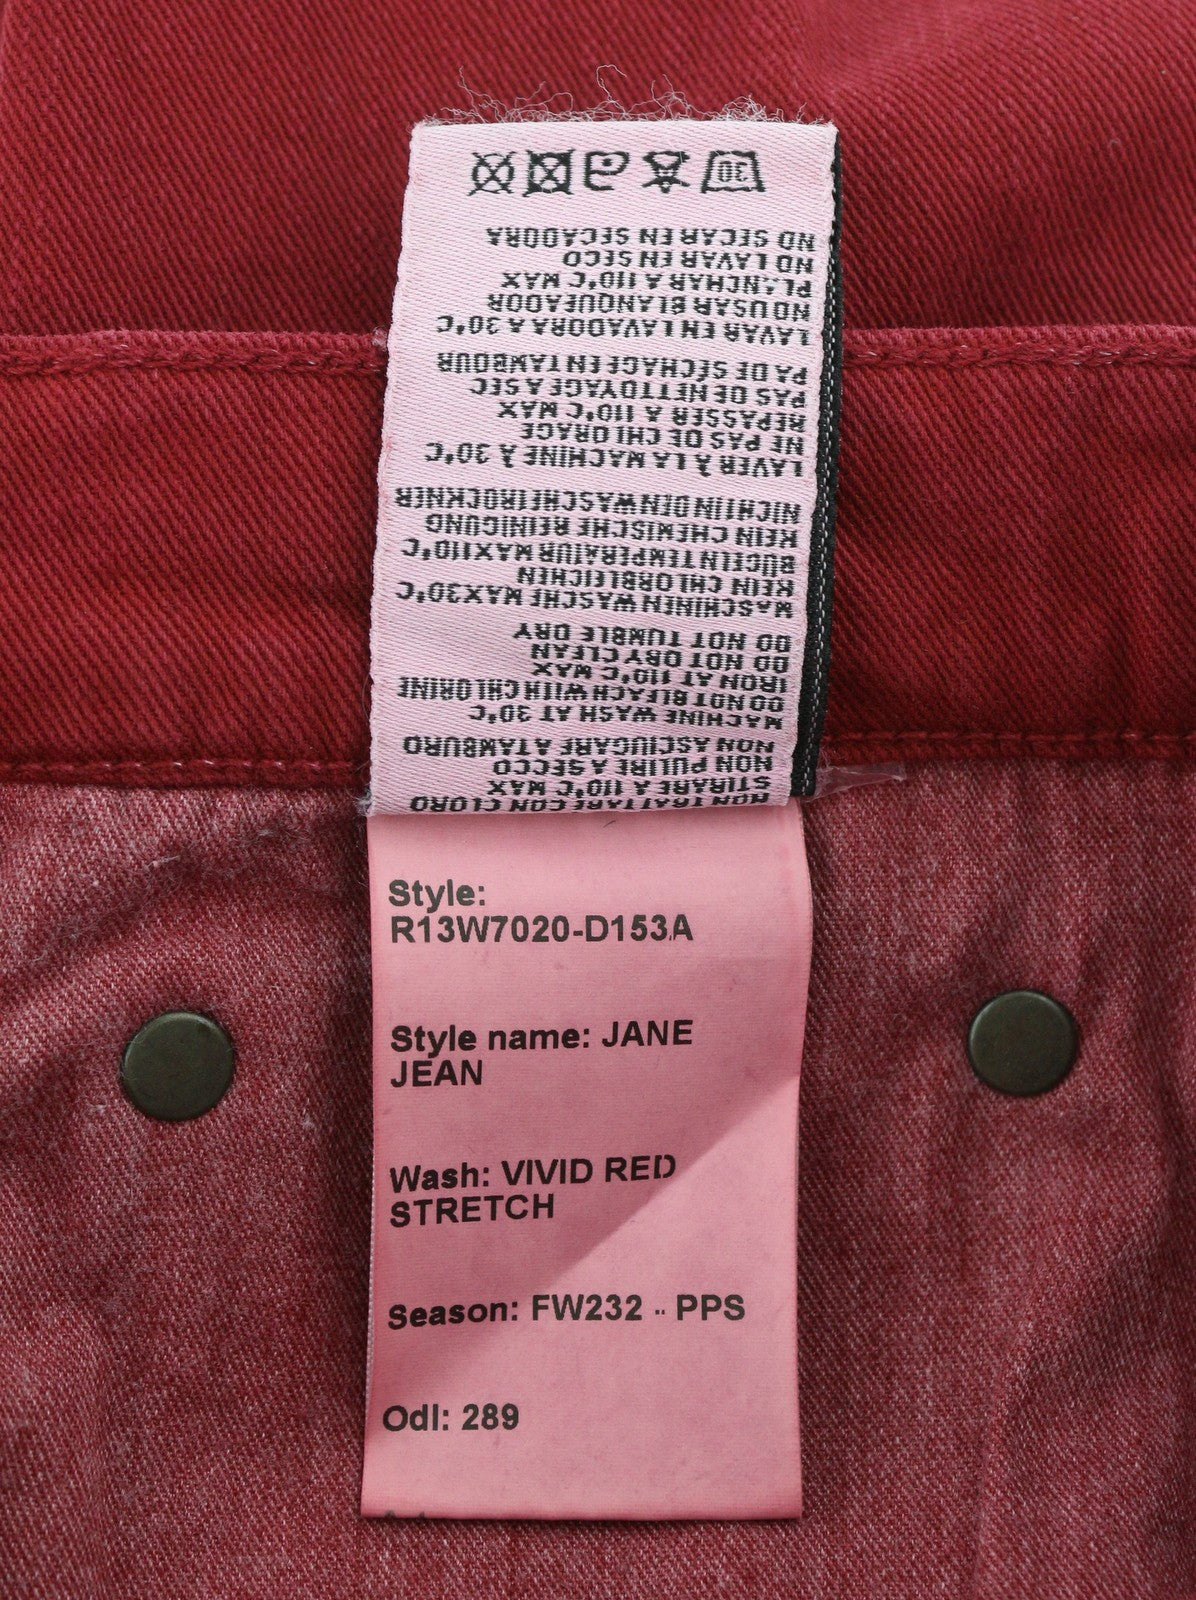 NON TRATTARE CON CLORO
STIRARE A 110°C MAX
NON PULIRE A SECCO
NON ASCIUGARE A TAMBURO
MACHINE WASH AT 30°C
DO NOT BLEACH WITH CHLORINE
IRON AT 110°C MAX
DO NOT DRY CLEAN
DO NOT TUMBLE DRY
MASCHINEN WASCHE MAX30°C
KEIN CHLORBLEICHEN
BÜGELN TEMPERATUR MAX110°C
KEIN CHEMISCHE REINIGUNG
NICHT IN DEN WASCHETROCKNER
LAVER À LA MACHINE À 30°C
NE PAS DE CHLORAGE
REPASSER A 110°C MAX
PAS DE NETTOYAGE A SEC
PA DE SÉCHAGE EN TAMBOUR
LAVAR EN LAVADORA A 30°C
NO USAR BLANQUEADOR
PLANCHAR A 110°C MAX
NO LAVAR EN SECO
NO SECAR EN SECADORA
30
Style:
R13W7020-D153A
Style name: JANE
JEAN
Wash: VIVID RED
STRETCH
Season: FW232 - PPS
Odl: 289